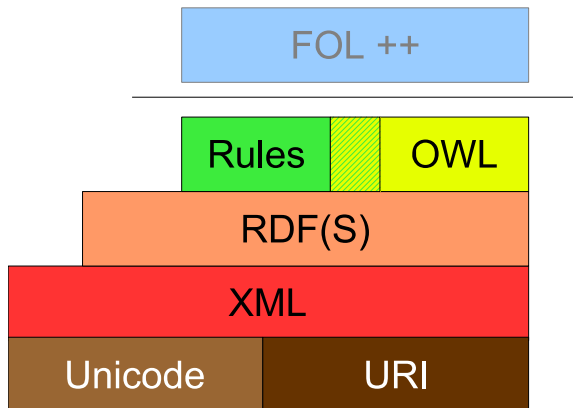 FOL ++
Rules OWL
RDF(S)
XML
Unicode URI